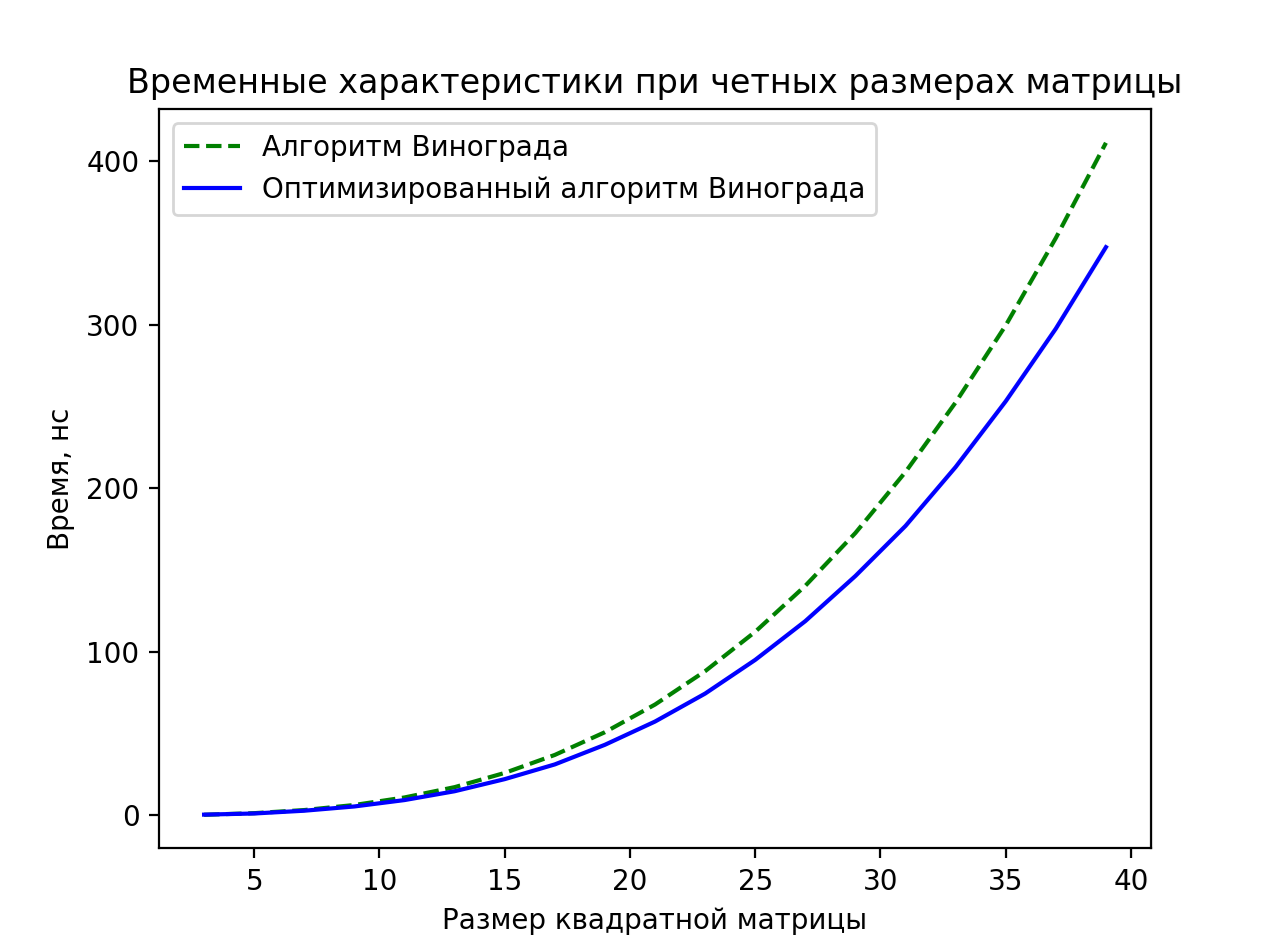 Временные характеристики при четных размерах матрицы
Алгоритм Винограда
Оптимизированный алгоритм Винограда
400
300
200
100
0
Время, нс
5 10 15 20 25 30 35 40
Размер квадратной матрицы